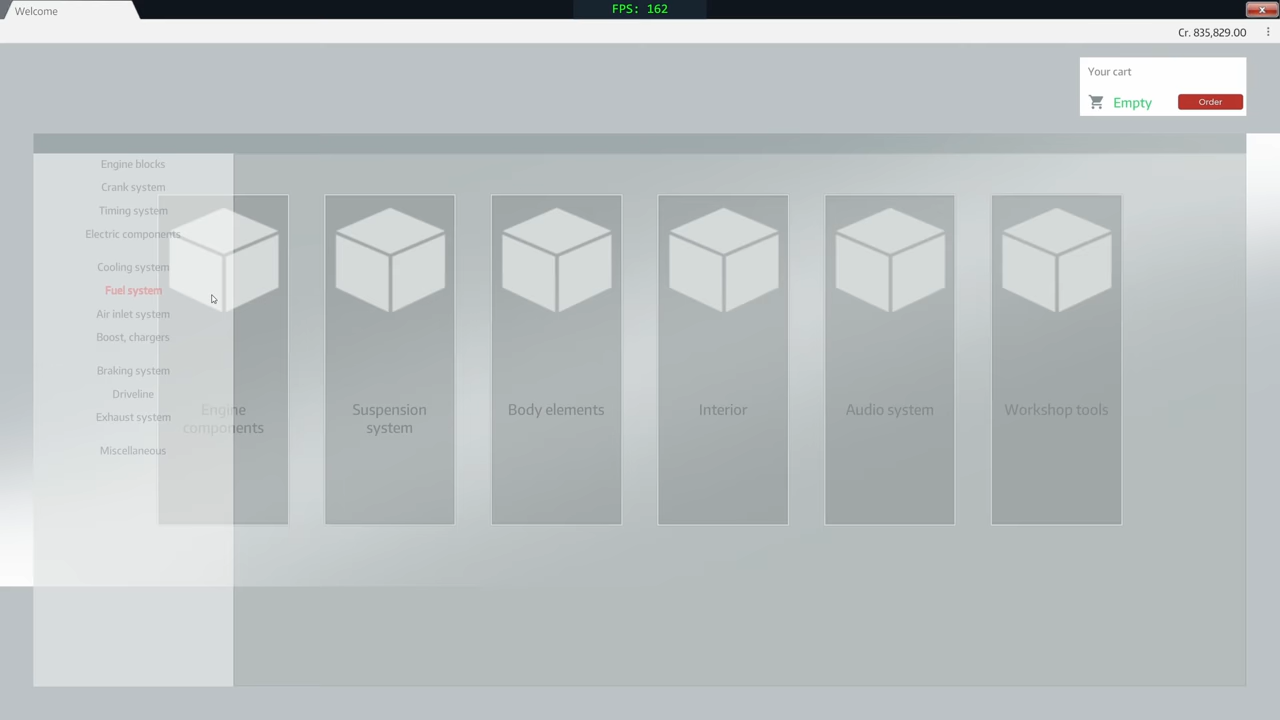 Welcome
FPS: 162
x
Cr. 835,829.00
Your cart
Empty
Order
Engine blocks
Crank system
Timing system
Electric components
Cooling system
Fuel system
Air inlet system
Boost, chargers
Braking system
Driveline
Exhaust system
Miscellaneous
Engine
components
Suspension
system
Body elements
Interior
Audio system
Workshop tools